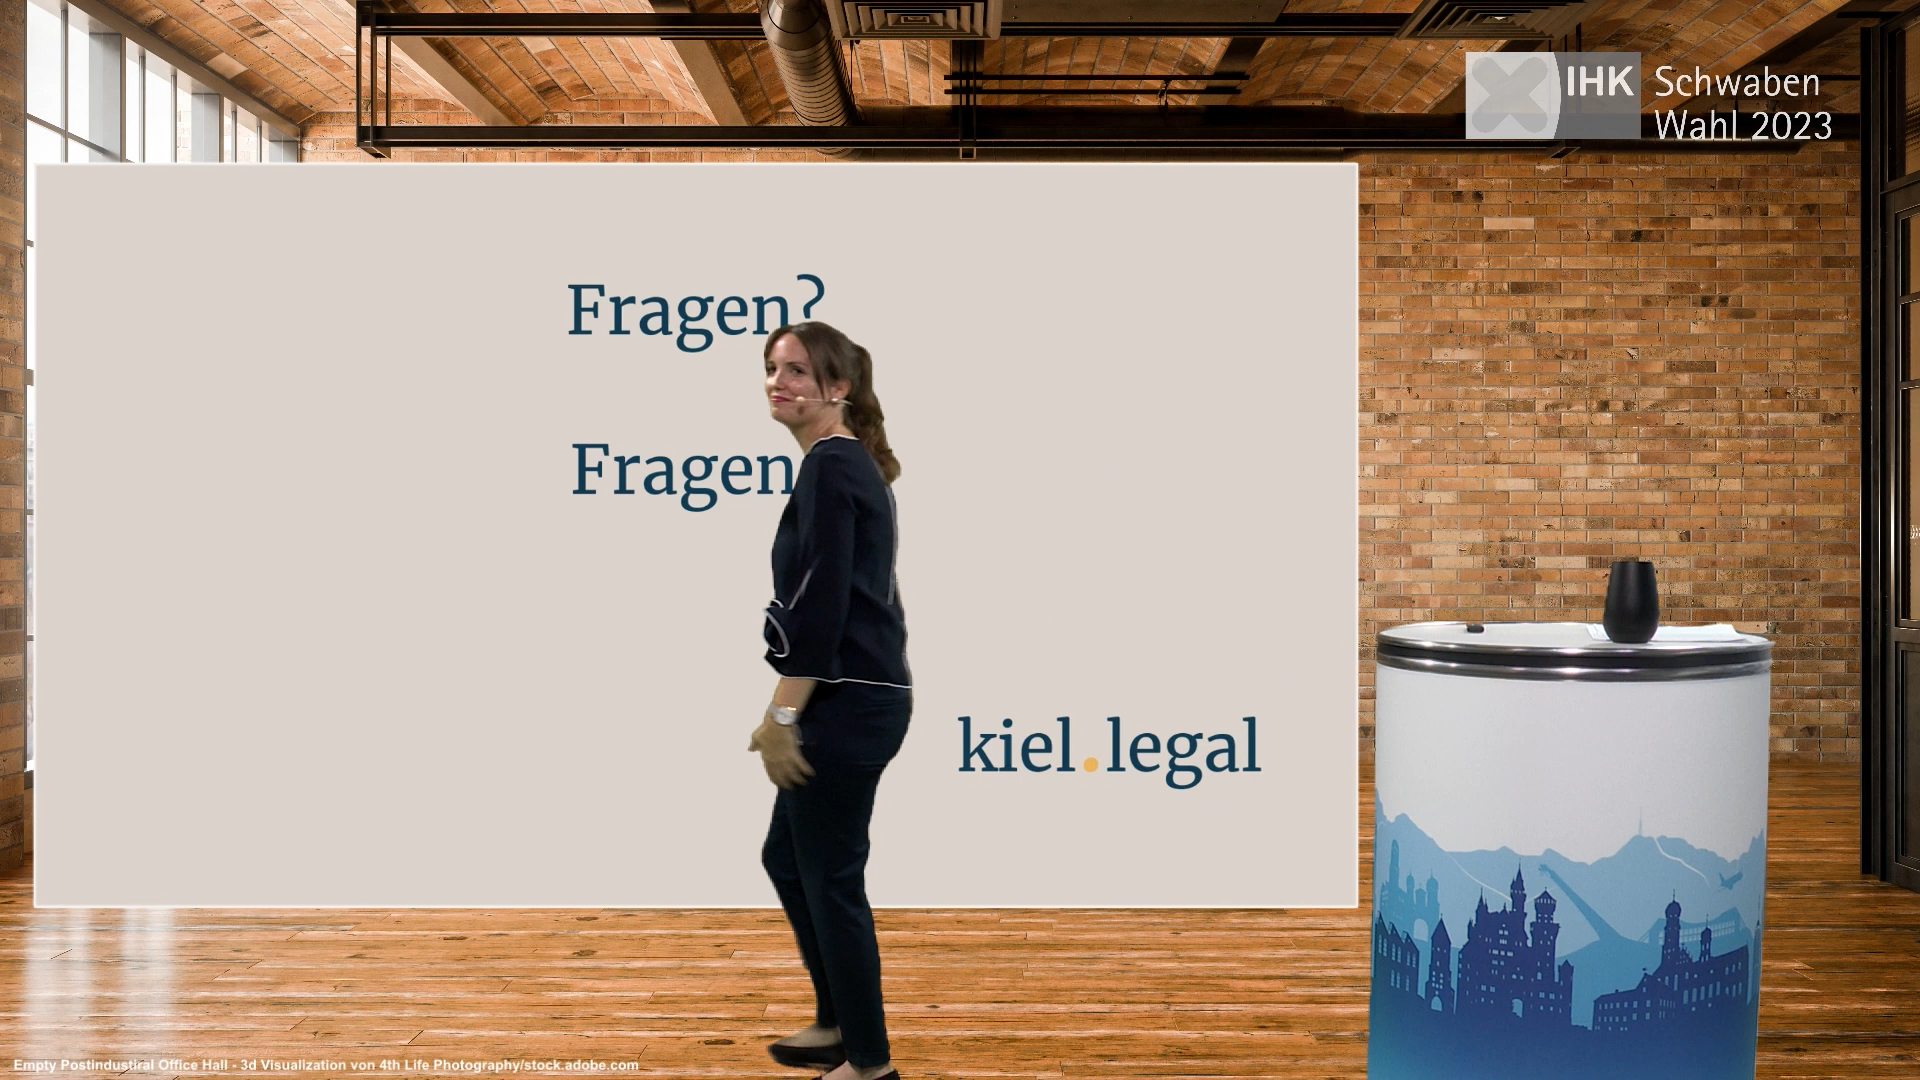 IHK Schwaben
Wahl 2023
Fragen?
Fragen
kiel.legal
Empty Postindustiral Office Hall - 3d Visualization von 4th Life Photography/stock.adobe.com